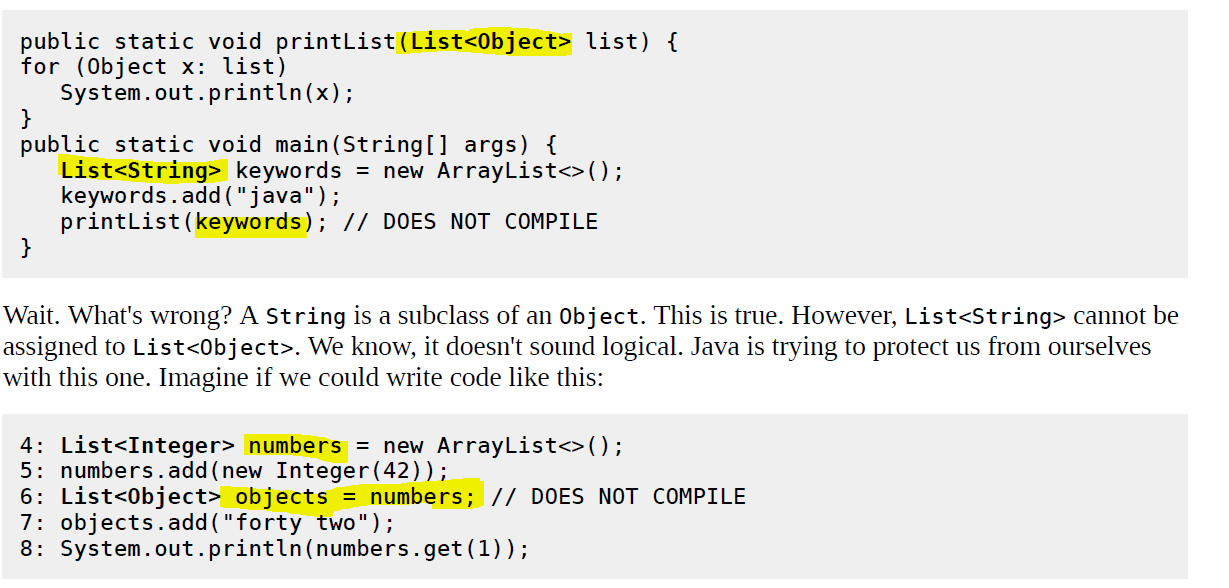 public static void printList(List<Object> list) {
for (Object x: list)
   System.out.println(x);
}
public static void main(String[] args) {
   List<String> keywords = new ArrayList<>();
   keywords.add("java");
   printList(keywords); // DOES NOT COMPILE
}
Wait. What's wrong? A String is a subclass of an Object. This is true. However, List<String> cannot be
assigned to List<Object>. We know, it doesn't sound logical. Java is trying to protect us from ourselves
with this one. Imagine if we could write code like this:
4: List<Integer> numbers = new ArrayList<>();
5: numbers.add(new Integer(42));
6: List<Object> objects = numbers; // DOES NOT COMPILE
7: objects.add("forty two");
8: System.out.println(numbers.get(1));